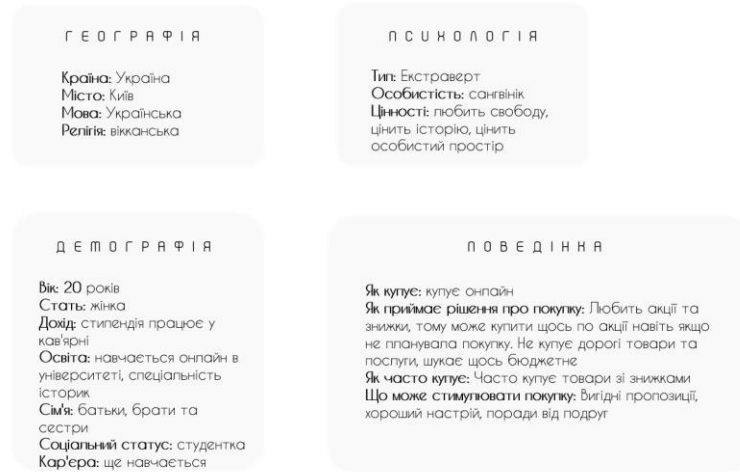 ГЕОГРАФІЯ
Країна: Україна
Місто: Київ
Мова: Українська
Релігія: вікканська
ПСИХОЛОГІЯ
Тип: Екстраверт
Особистість: сангвінік
Цінності: любить свободу,
цінить історію, цінить
особистий простір
ДЕМОГРАФІЯ
Вік: 20 років
Стать: жінка
Дохід: стипендія працює у
кав'ярні
Освіта: навчається онлайн в
університеті, спеціальність
історик
Сім'я: батьки, брати та
сестри
Соціальний статус: студентка
Кар'єра: ще навчається
ПОВЕДІНКА
Як купує: купує онлайн
Як приймає рішення про покупку: Любить акції та
знижки, тому може купити щось по акції навіть якщо
не планувала покупку. Не купує дорогі товари та
послуги, шукає щось бюджетне
Як часто купує: Часто купує товари зі знижками
Що може стимулювати покупку: Вигідні пропозиції,
хороший настрій, поради від подруг